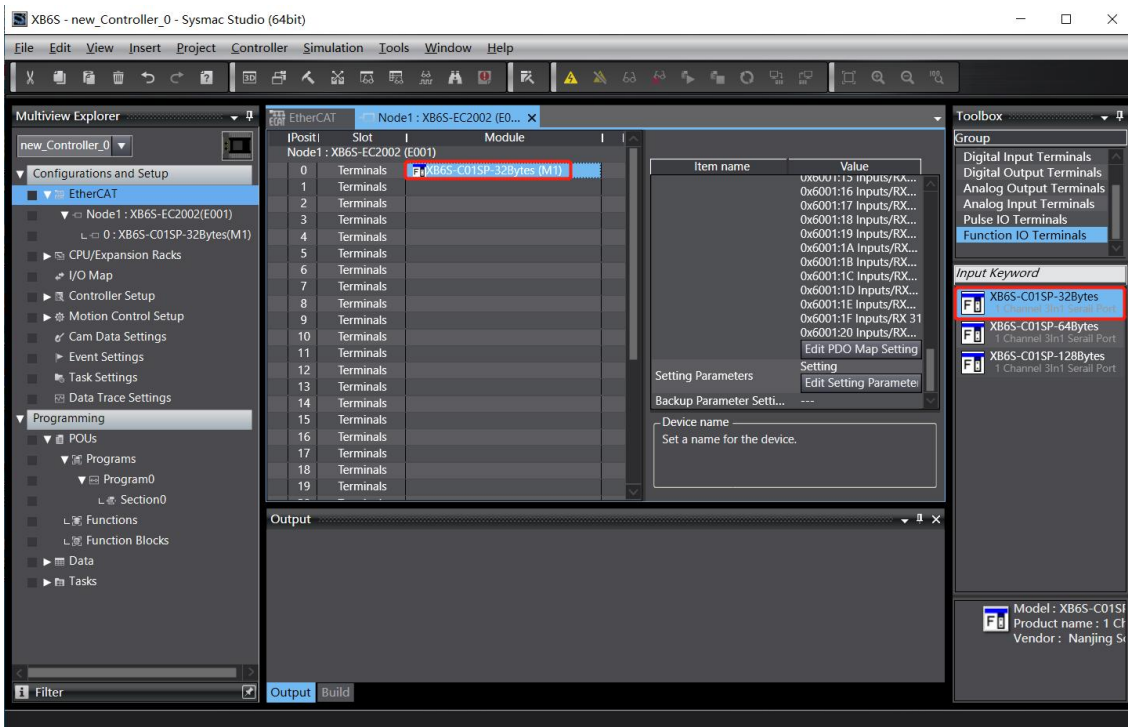 XB6S - new_Controller_0 - Sysmac Studio (64bit)
File Edit View Insert Project Controller Simulation Tools Window Help
Multiview Explorer
new_Controller_0
Configurations and Setup
EtherCAT
Node1 : XB6S-EC2002(E001)
0 : XB6S-C01SP-32Bytes(M1)
CPU/Expansion Racks
I/O Map
Controller Setup
Motion Control Setup
Cam Data Settings
Event Settings
Task Settings
Data Trace Settings
Programming
POUs
Programs
Program0
Section0
Functions
Function Blocks
Data
Tasks
Filter
EtherCAT Node1 : XB6S-EC2002 (E0...
|Posit| Slot | Module
Node1 : XB6S-EC2002 (E001)
0 Terminals XB6S-C01SP-32Bytes (M1)
1 Terminals
2 Terminals
3 Terminals
4 Terminals
5 Terminals
6 Terminals
7 Terminals
8 Terminals
9 Terminals
10 Terminals
11 Terminals
12 Terminals
13 Terminals
14 Terminals
15 Terminals
16 Terminals
17 Terminals
18 Terminals
19 Terminals
Item name Value
0x6001:15 Inputs/RX...
0x6001:16 Inputs/RX...
0x6001:17 Inputs/RX...
0x6001:18 Inputs/RX...
0x6001:19 Inputs/RX...
0x6001:1A Inputs/RX...
0x6001:1B Inputs/RX...
0x6001:1C Inputs/RX...
0x6001:1D Inputs/RX...
0x6001:1E Inputs/RX...
0x6001:1F Inputs/RX 31
0x6001:20 Inputs/RX...
Edit PDO Map Setting
Setting
Setting Parameters
Edit Setting Paramete
Backup Parameter Setti... ---
Device name
Set a name for the device.
Output
Output Build
Toolbox
Group
Digital Input Terminals
Digital Output Terminals
Analog Output Terminals
Analog Input Terminals
Pulse IO Terminals
Function IO Terminals
Input Keyword
XB6S-C01SP-32Bytes
1 Channel 3In1 Serail Port
XB6S-C01SP-64Bytes
1 Channel 3In1 Serail Port
XB6S-C01SP-128Bytes
1 Channel 3In1 Serail Port
Model : XB6S-C01SP
Product name : 1 Ch
Vendor : Nanjing So